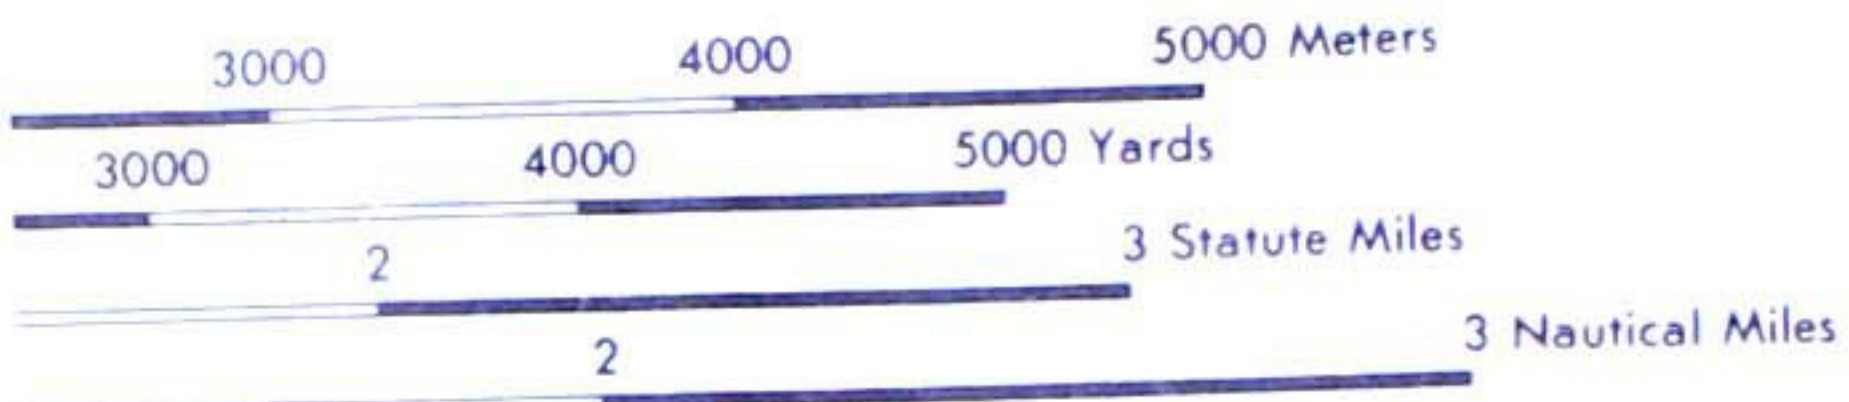 3000 4000 5000 Meters
3000 4000 5000 Yards
2 3 Statute Miles
2 3 Nautical Miles